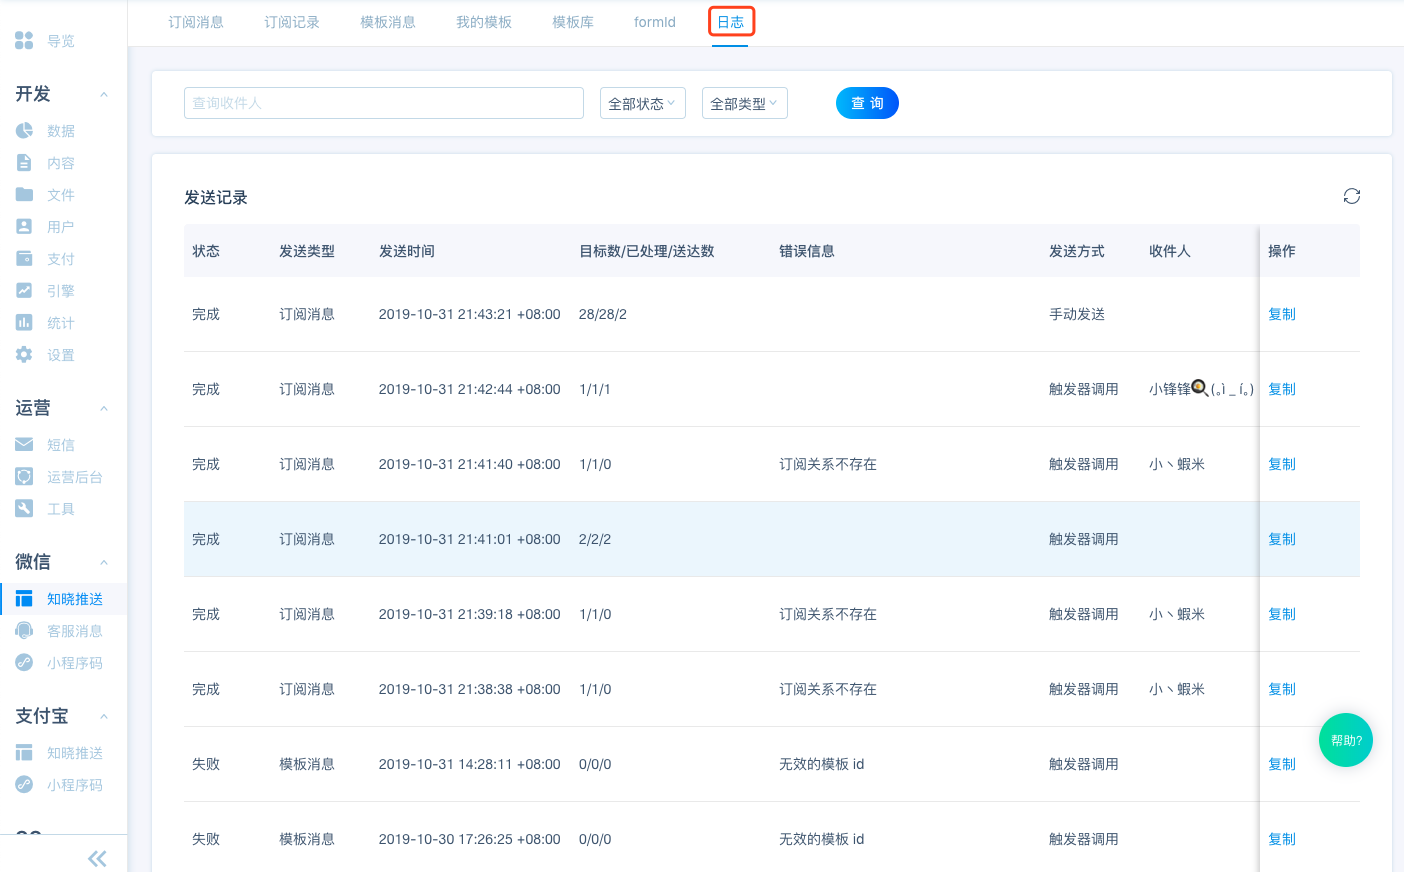 订阅消息 订阅记录 模板消息 我的模板 模板库 formid 日志
导览
开发
数据
内容
文件
用户
支付
引擎
统计
设置
运营
短信
运营后台
工具
微信
知晓推送
客服消息
小程序码
支付宝
知晓推送
小程序码
查询收件人 全部状态 全部类型 查 询
发送记录
状态 发送类型 发送时间 目标数/已处理/送达数 错误信息 发送方式 收件人 操作
完成 订阅消息 2019-10-31 21:43:21 +08:00 28/28/2 手动发送 复制
完成 订阅消息 2019-10-31 21:42:44 +08:00 1/1/1 触发器调用 小锋锋🍳(｡ì _ í｡) 复制
完成 订阅消息 2019-10-31 21:41:40 +08:00 1/1/0 订阅关系不存在 触发器调用 小丶蝦米 复制
完成 订阅消息 2019-10-31 21:41:01 +08:00 2/2/2 触发器调用 复制
完成 订阅消息 2019-10-31 21:39:18 +08:00 1/1/0 订阅关系不存在 触发器调用 小丶蝦米 复制
完成 订阅消息 2019-10-31 21:38:38 +08:00 1/1/0 订阅关系不存在 触发器调用 小丶蝦米 复制
失败 模板消息 2019-10-31 14:28:11 +08:00 0/0/0 无效的模板 id 触发器调用 复制
失败 模板消息 2019-10-30 17:26:25 +08:00 0/0/0 无效的模板 id 触发器调用 复制
帮助?